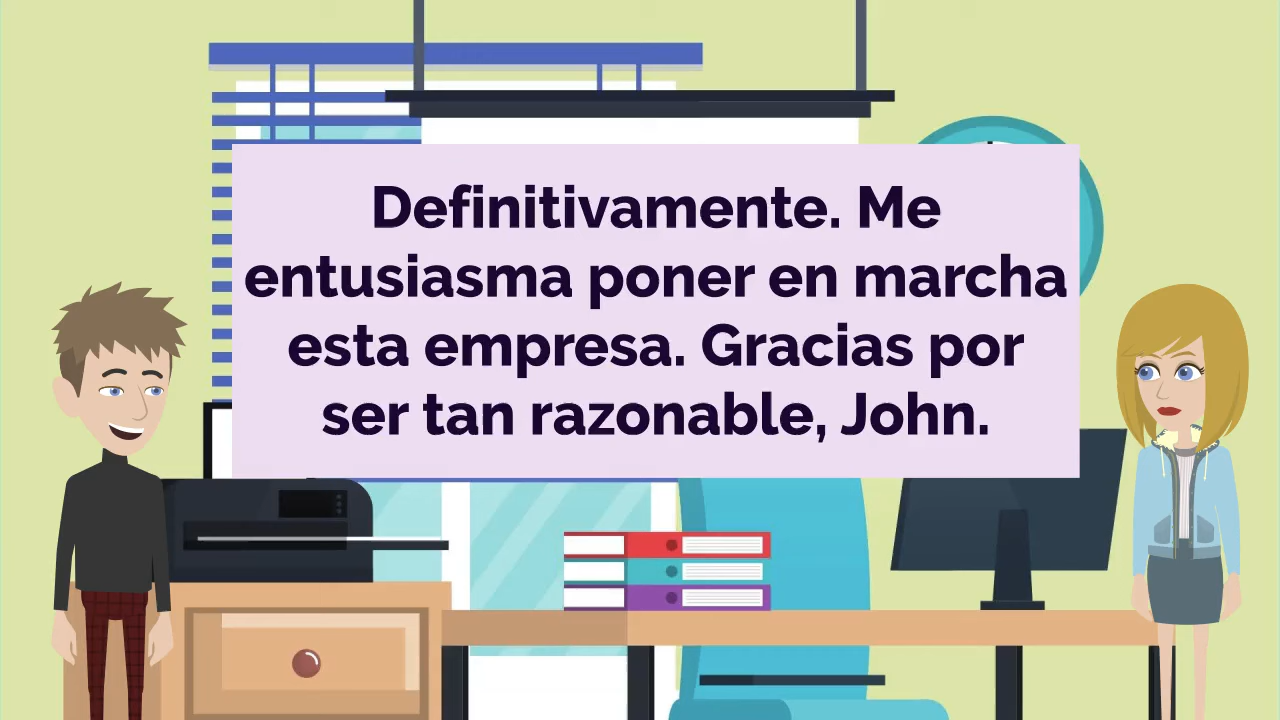 Definitivamente. Me
entusiasma poner en marcha
esta empresa. Gracias por
ser tan razonable, John.